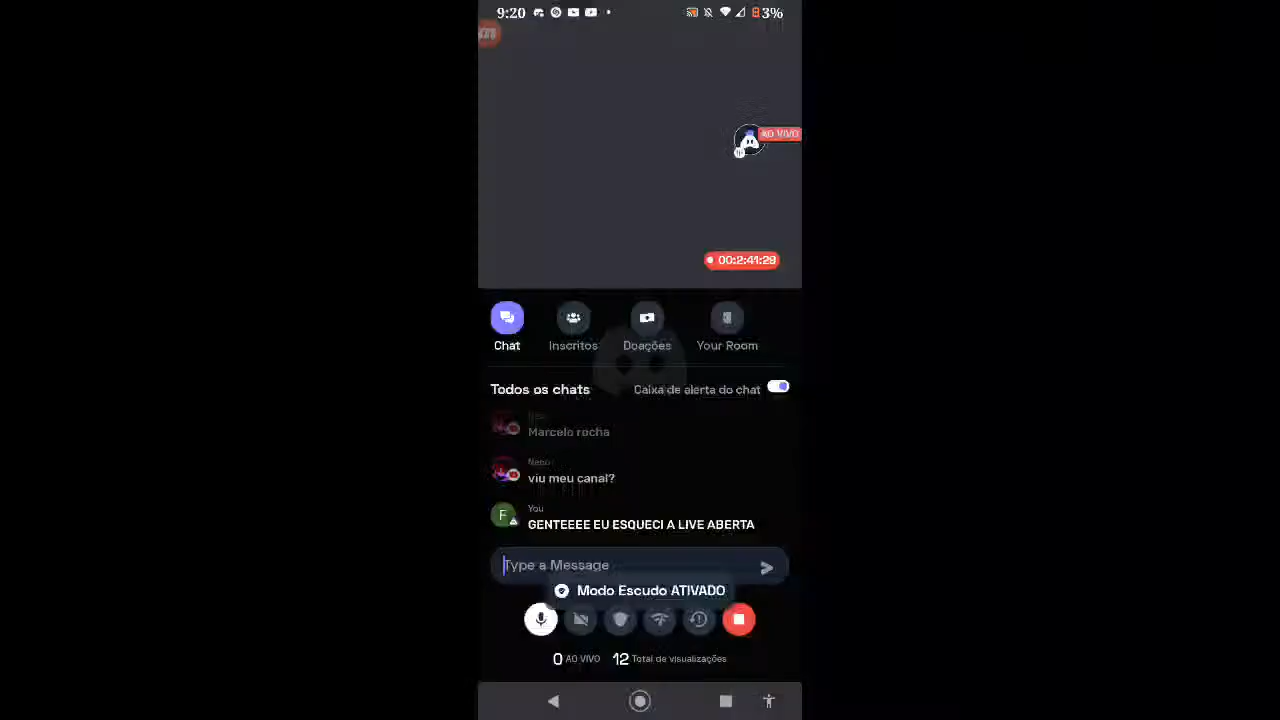 9:20
3%
AO VIVO
00:2:41:29
Chat
Inscritos
Doações
Your Room
Todos os chats
Caixa de alerta do chat
Marcelo rocha
viu meu canal?
F
You
GENTEEEE EU ESQUECI A LIVE ABERTA
Type a Message
Modo Escudo ATIVADO
0 AO VIVO
12 Total de visualizações